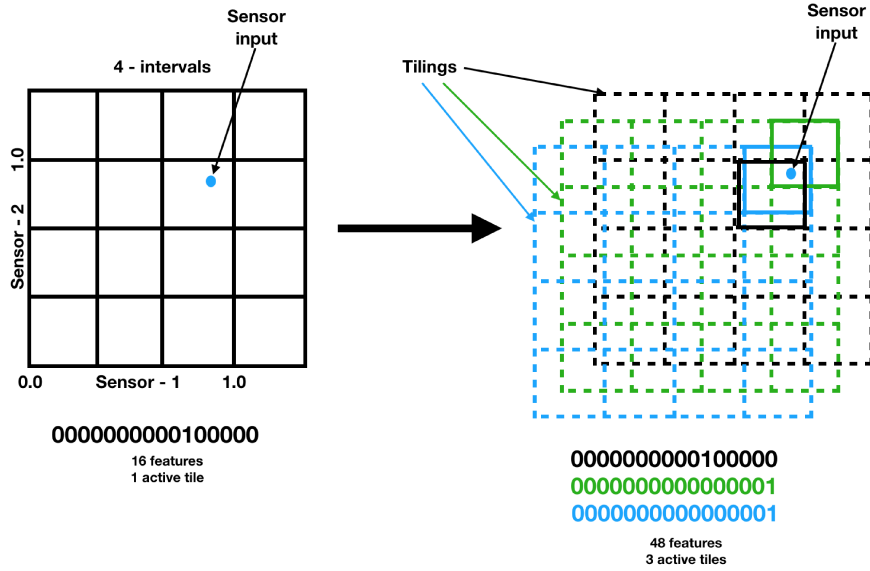 Sensor
input
4 - intervals
1.0
Sensor - 2
0.0
Sensor - 1
1.0
0000000000100000
16 features
1 active tile
Sensor
input
Tilings
0000000000100000
0000000000000001
0000000000000001
48 features
3 active tiles